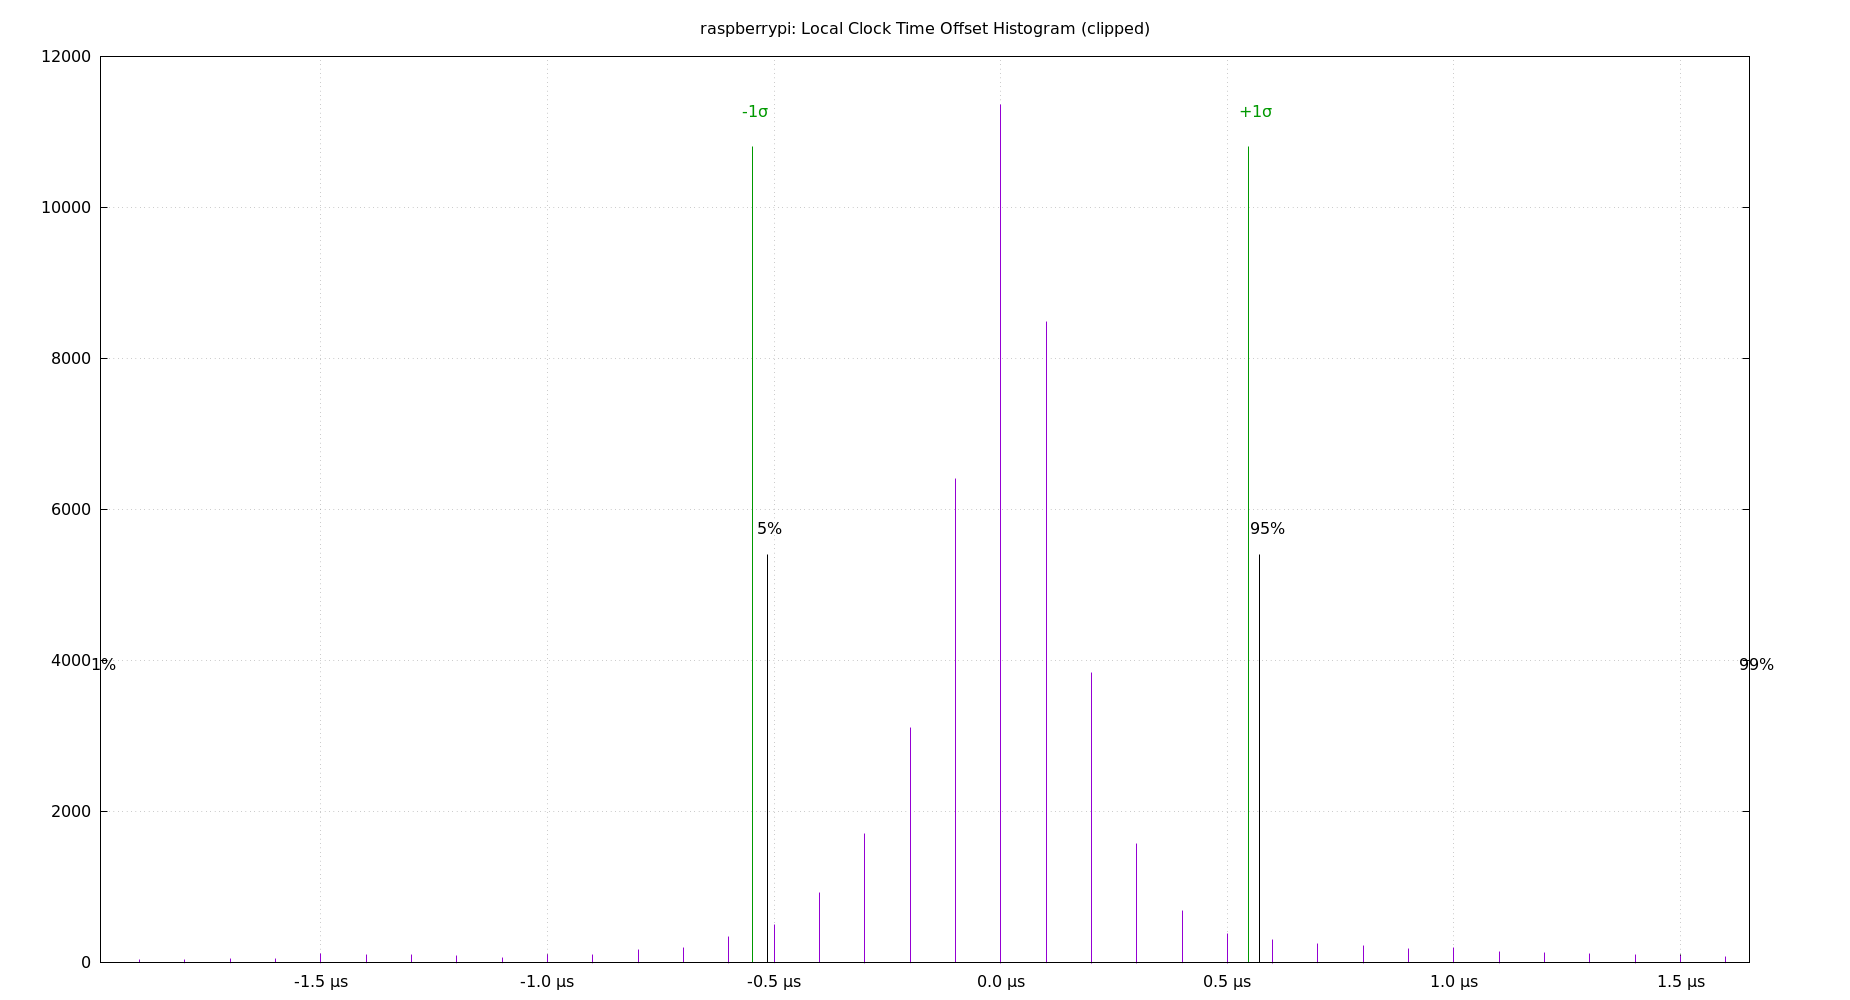 raspberrypi: Local Clock Time Offset Histogram (clipped)
12000
-1σ
+1σ
10000
8000
6000
5%
95%
4000
1%
99%
2000
0
-1.5 µs
-1.0 µs
-0.5 µs
0.0 µs
0.5 µs
1.0 µs
1.5 µs